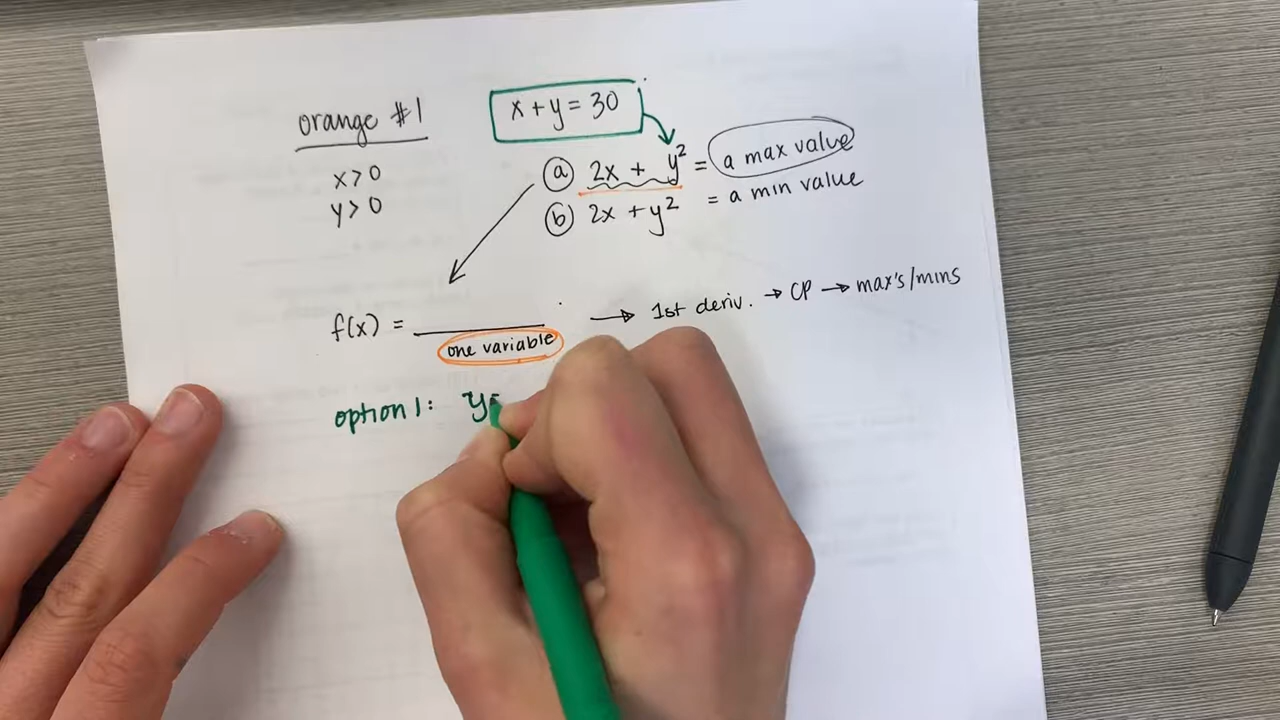 orange #1
x>0
y>0
x+y=30
ⓐ 2x + y² = a max value
ⓑ 2x + y² = a min value
f(x) = ________ → 1st deriv. → CP → max's/mins
one variable
option 1: y=